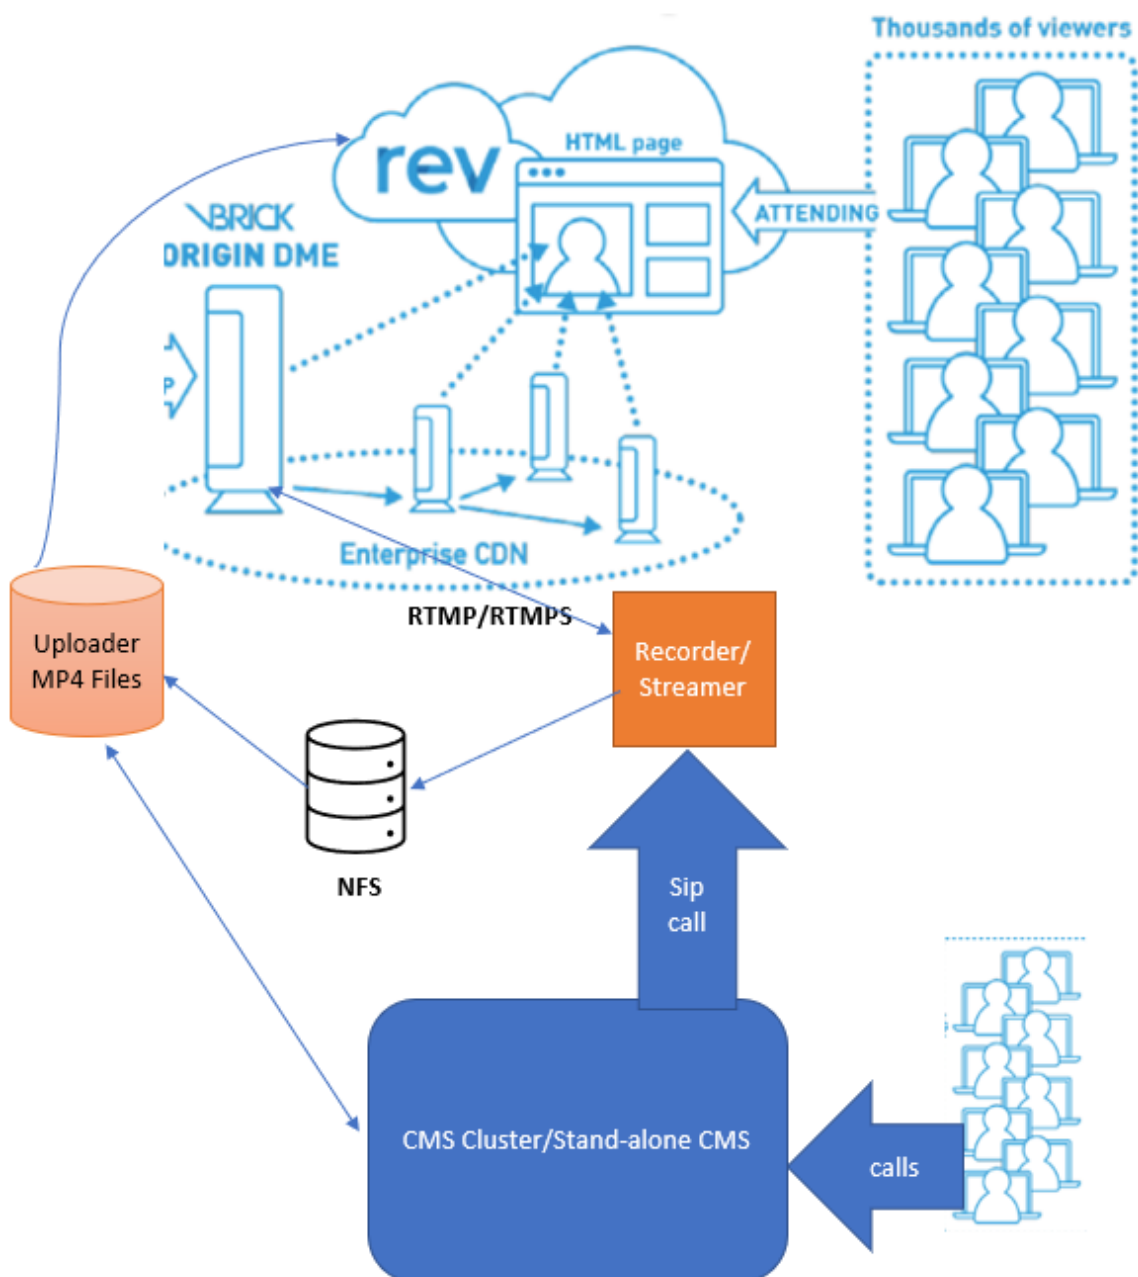 Thousands of viewers
HTML page
rev
ATTENDING
VBRICK
ORIGIN DME
P
Enterprise CDN
RTMP/RTMPS
Uploader
MP4 Files
Recorder/
Streamer
NFS
Sip
call
CMS Cluster/Stand-alone CMS
calls